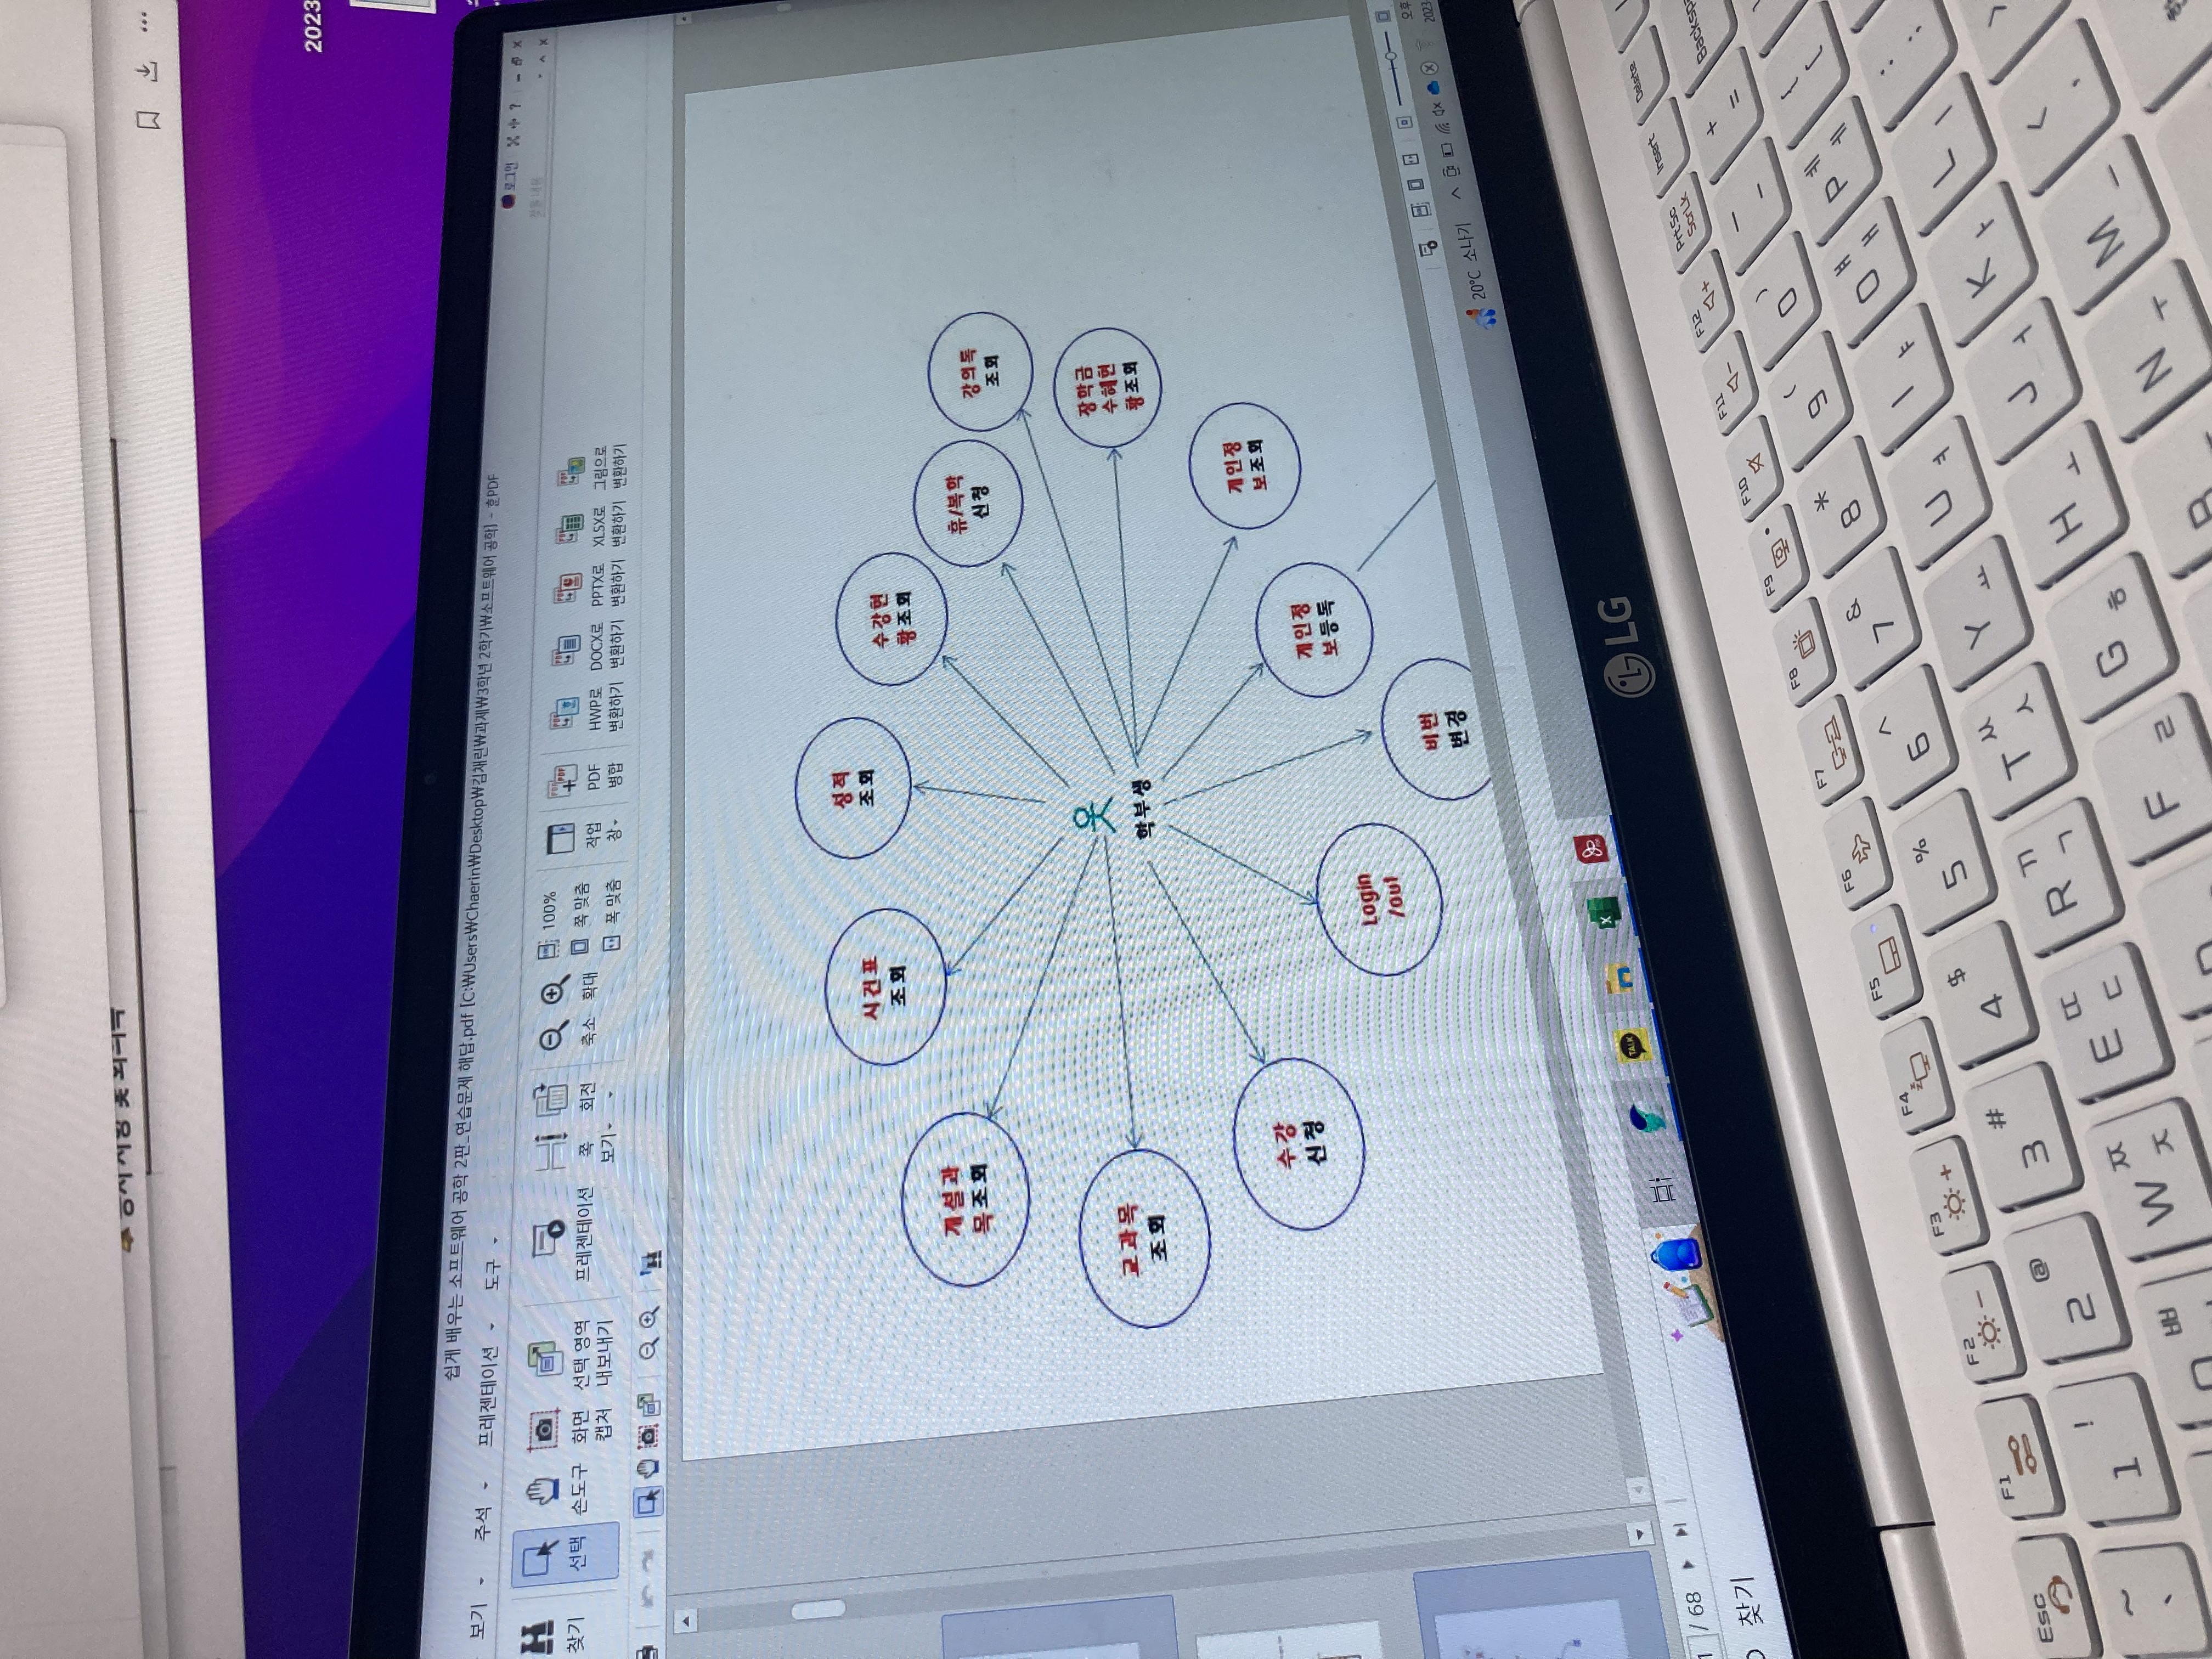 공지사항 및 회의록
2023
쉽게 배우는 소프트웨어 공학 2판_연습문제 해답.pdf [C:₩Users₩Chaerin₩Desktop₩김채린₩과제₩3학년 2학기₩소프트웨어 공학] - 훈PDF
보기 주석 프레젠테이션 도구
로그인 ?
찾기
선택
손도구
화면
캡처
선택 영역
내보내기
프레젠테이션
쪽
보기
회전
축소
확대
100%
쪽 맞춤
폭 맞춤
작업
창
PDF
병합
HWP로
변환하기
DOCX로
변환하기
PPTX로
변환하기
XLSX로
변환하기
그림으로
변환하기
성적
조회
시건표
조회
수강현
황조회
개설과
목조회
휴/복학
신청
강의독
조회
장학금
수혜현
황조회
교과목
조회
학부생
개인정
보조회
수강
신청
개인정
보등독
Login
/out
비번
변경
20°C 소나기
오후
2023
1 / 68
찾기
TALK
LG
Esc F1 F2 F3 F4 F5 F6 F7 F8 F9 F10 F11 F12 PrtSc ScrLk Insert Delete
~ ` ! 1 @ 2 # 3 $ 4 % 5 ^ 6 & 7 * 8 ( 9 ) 0 — - + = Backspa
ㅃ W ㅉ ㅈ E ㄸ ㄷ R ㄲ ㄱ T ㅆ ㅅ Y ㅛ U ㅕ I ㅑ O ㅒ ㅐ P ㅖ ㅔ { [
F ㄹ G ㅎ H ㅗ J ㅓ K ㅏ L ㅣ : ;
B N ㅜ M ㅡ < , >